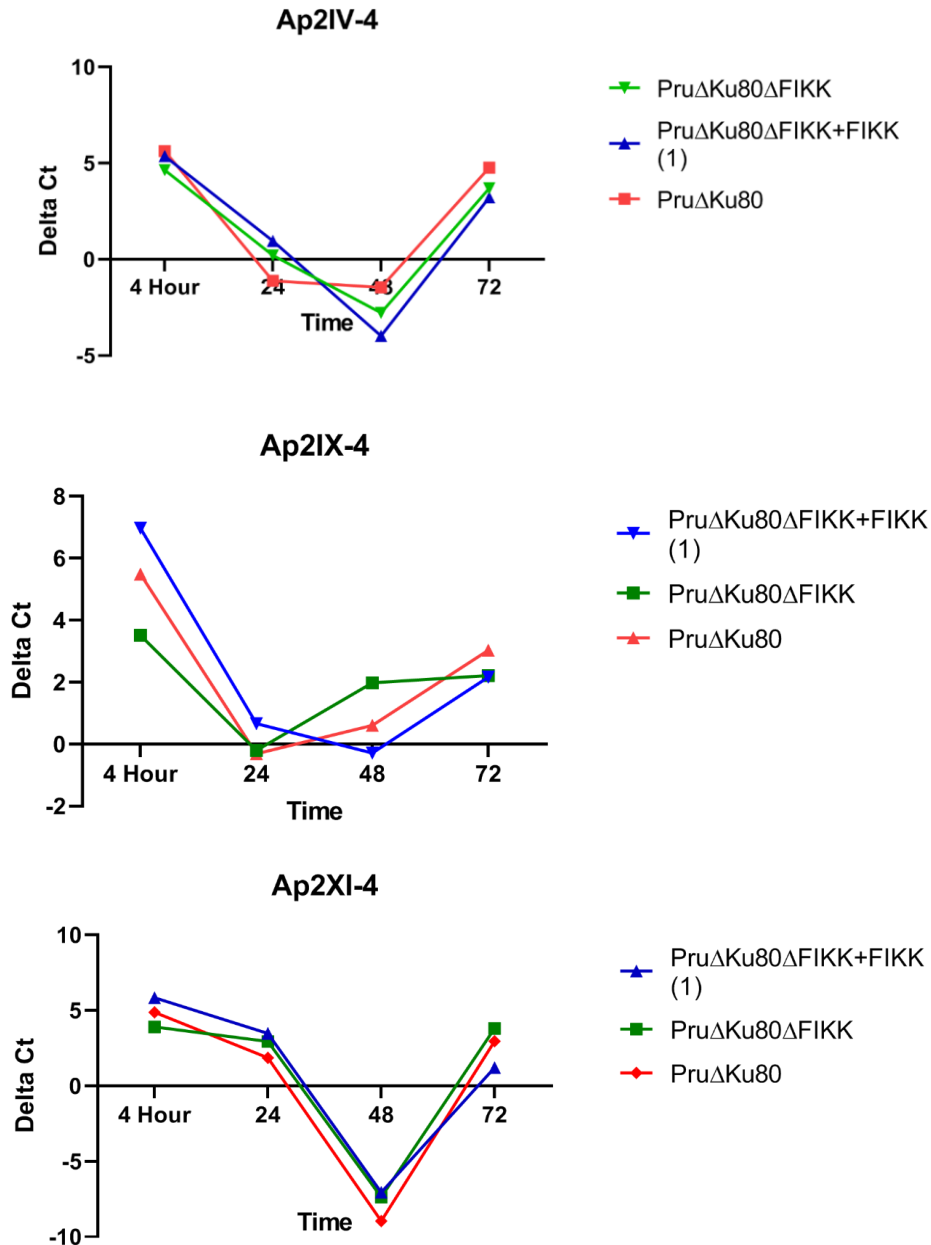 Ap2IV-4
10
5
0
-5
Delta Ct
4 Hour
24
48
72
Time
PruΔKu80ΔFIKK
PruΔKu80ΔFIKK+FIKK
(1)
PruΔKu80
Ap2IX-4
8
6
4
2
0
-2
Delta Ct
4 Hour
24
48
72
Time
PruΔKu80ΔFIKK+FIKK
(1)
PruΔKu80ΔFIKK
PruΔKu80
Ap2XI-4
10
5
0
-5
-10
Delta Ct
4 Hour
24
48
72
Time
PruΔKu80ΔFIKK+FIKK
(1)
PruΔKu80ΔFIKK
PruΔKu80